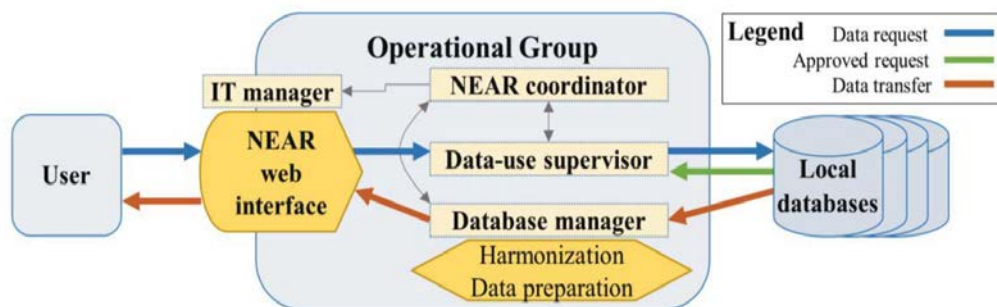 Operational Group
Legend
Data request
Approved request
Data transfer
IT manager
NEAR coordinator
User
NEAR
web
interface
Data-use supervisor
Local
databases
Database manager
Harmonization
Data preparation